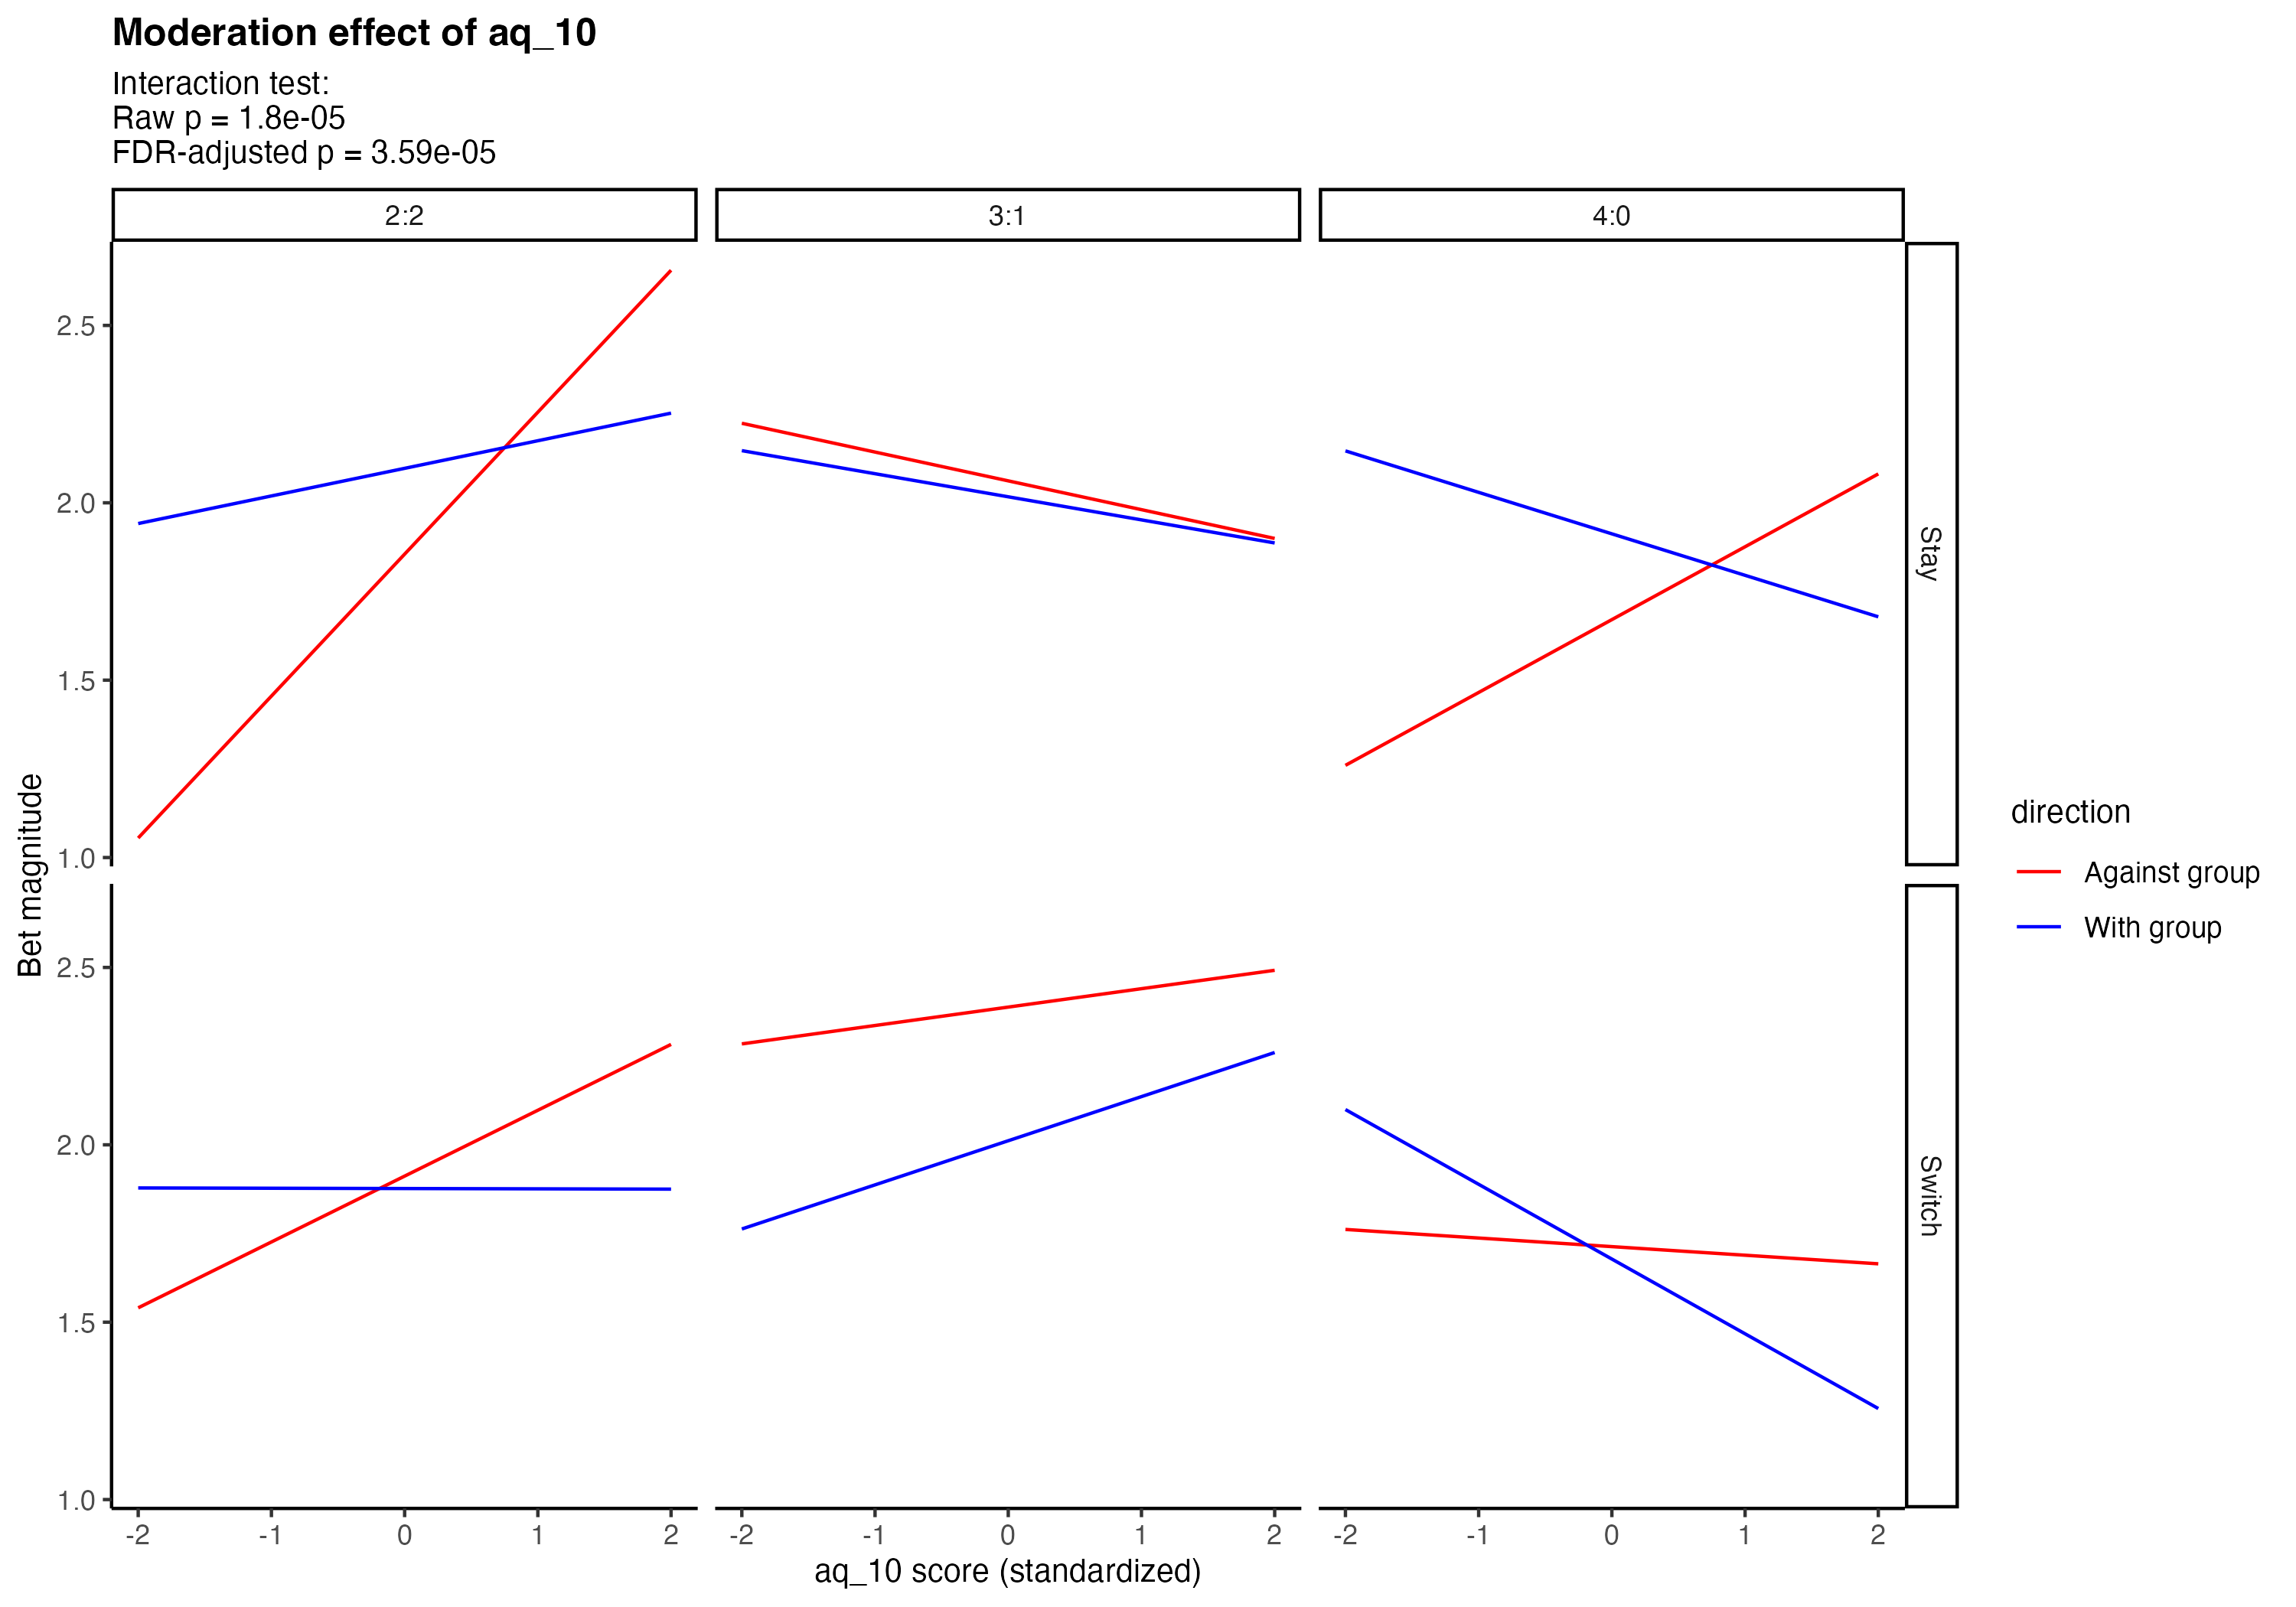 Moderation effect of aq_10
Interaction test:
Raw p = 1.8e-05
FDR-adjusted p = 3.59e-05
2:2
3:1
4:0
2.5
2.0
1.5
1.0
Stay
2.5
2.0
1.5
1.0
Switch
Bet magnitude
-2 -1 0 1 2
-2 -1 0 1 2
-2 -1 0 1 2
aq_10 score (standardized)
direction
Against group
With group